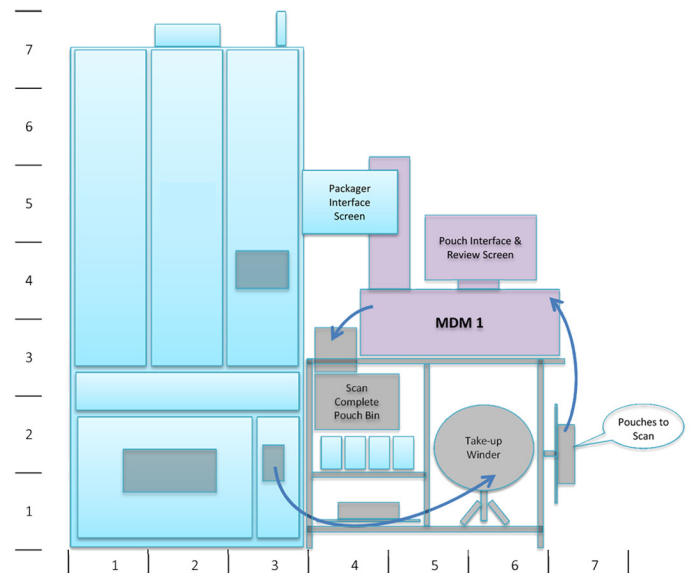 7
6
5
4
3
2
1
Packager
Interface
Screen
Pouch Interface &
Review Screen
MDM 1
Scan
Complete
Pouch Bin
Take-up
Winder
Pouches to
Scan
1 2 3 4 5 6 7